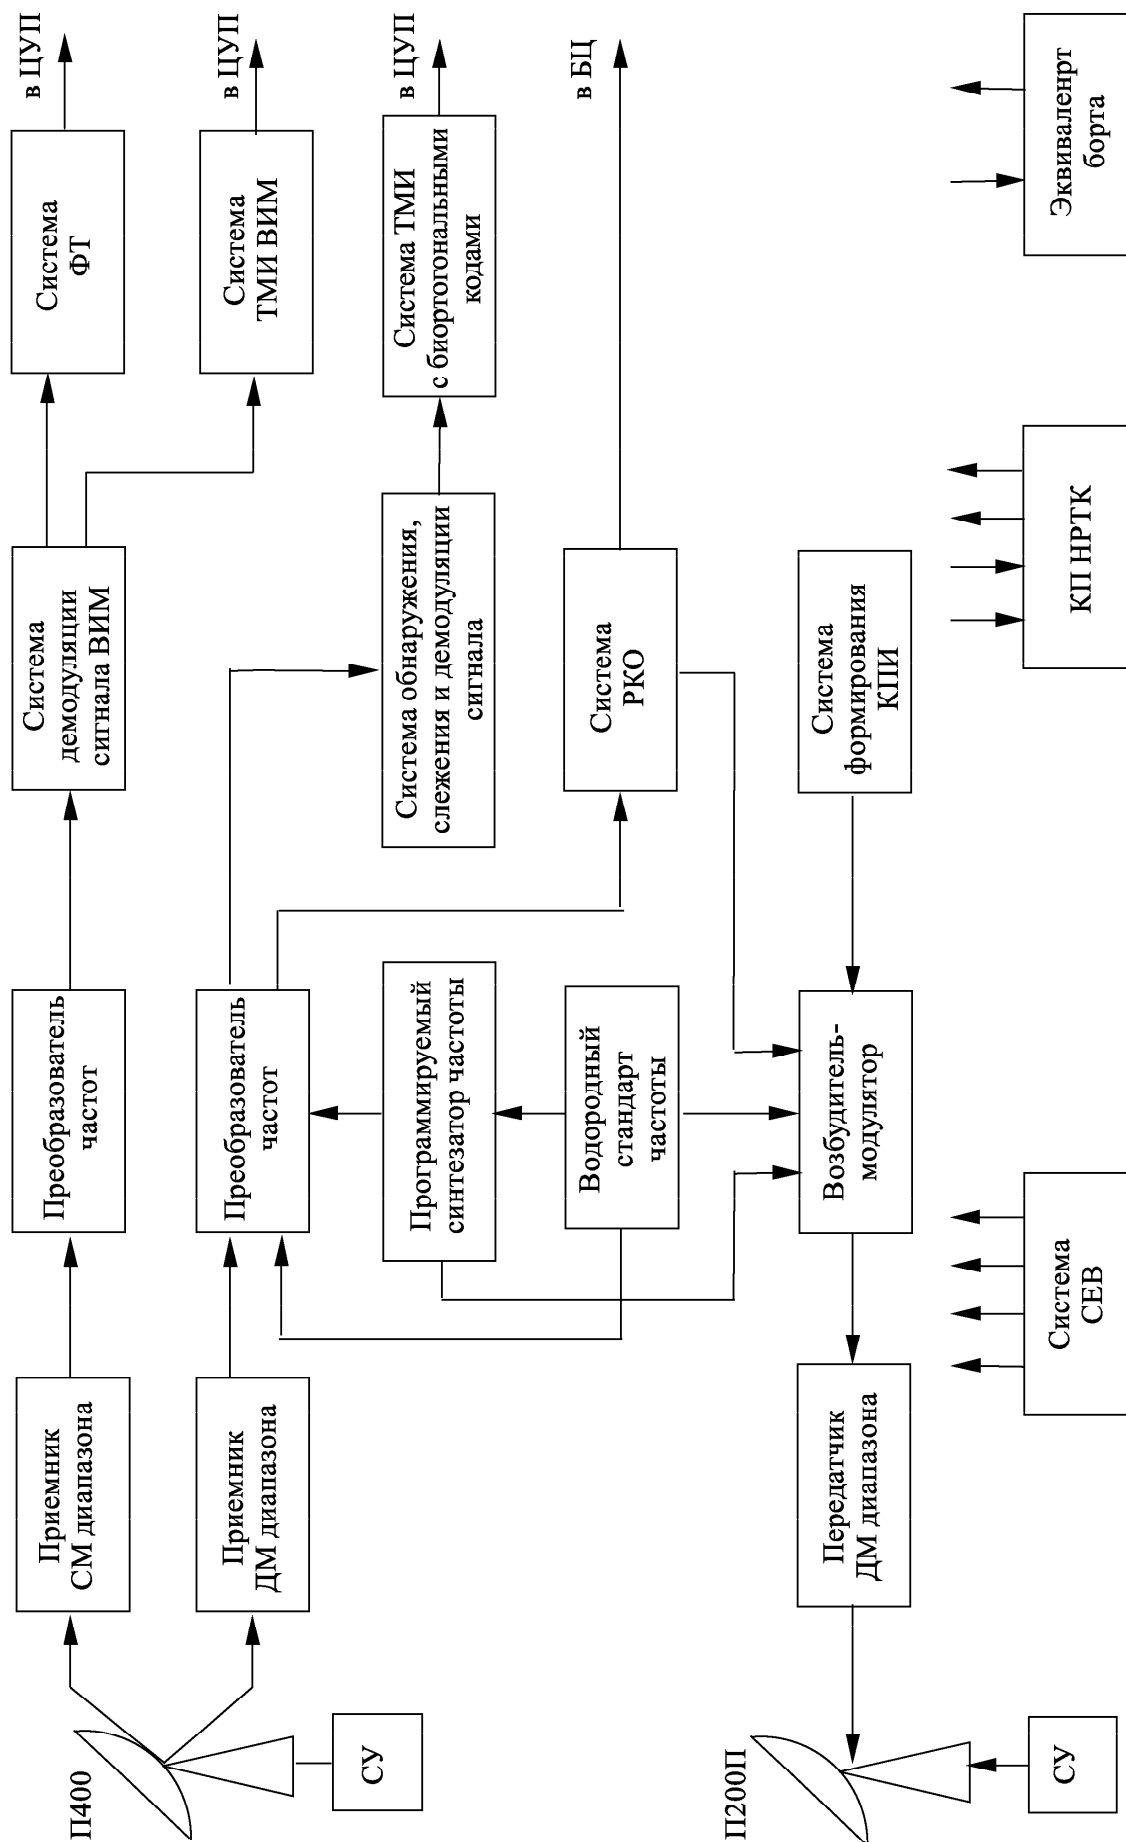 П400
СУ
Приемник
СМ диапазона
Преобразователь
частот
Система
демодуляции
сигнала ВИМ
Система
ФТ
в ЦУП
Приемник
ДМ диапазона
Преобразователь
частот
Система
ТМИ ВИМ
в ЦУП
Программируемый
синтезатор частоты
Система обнаружения,
слежения и демодуляции
сигнала
Система ТМИ
с биортогональными
кодами
в ЦУП
Водородный
стандарт
частоты
Система
РКО
в БЦ
П200П
СУ
Передатчик
ДМ диапазона
Возбудитель-
модулятор
Система
формирования
КПИ
Система
СЕВ
КП НРТК
Эквиваленрт
борта